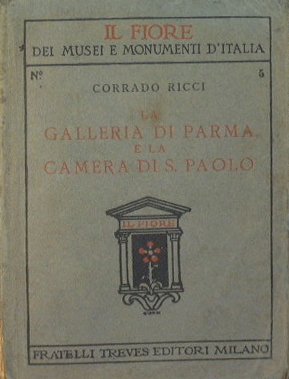 IL FIORE
DEI MUSEI E MONUMENTI D'ITALIA
No 5
CORRADO RICCI
LA
GALLERIA DI PARMA
E LA
CAMERA DI S. PAOLO
IL FIORE
FRATELLI TREVES EDITORI MILANO